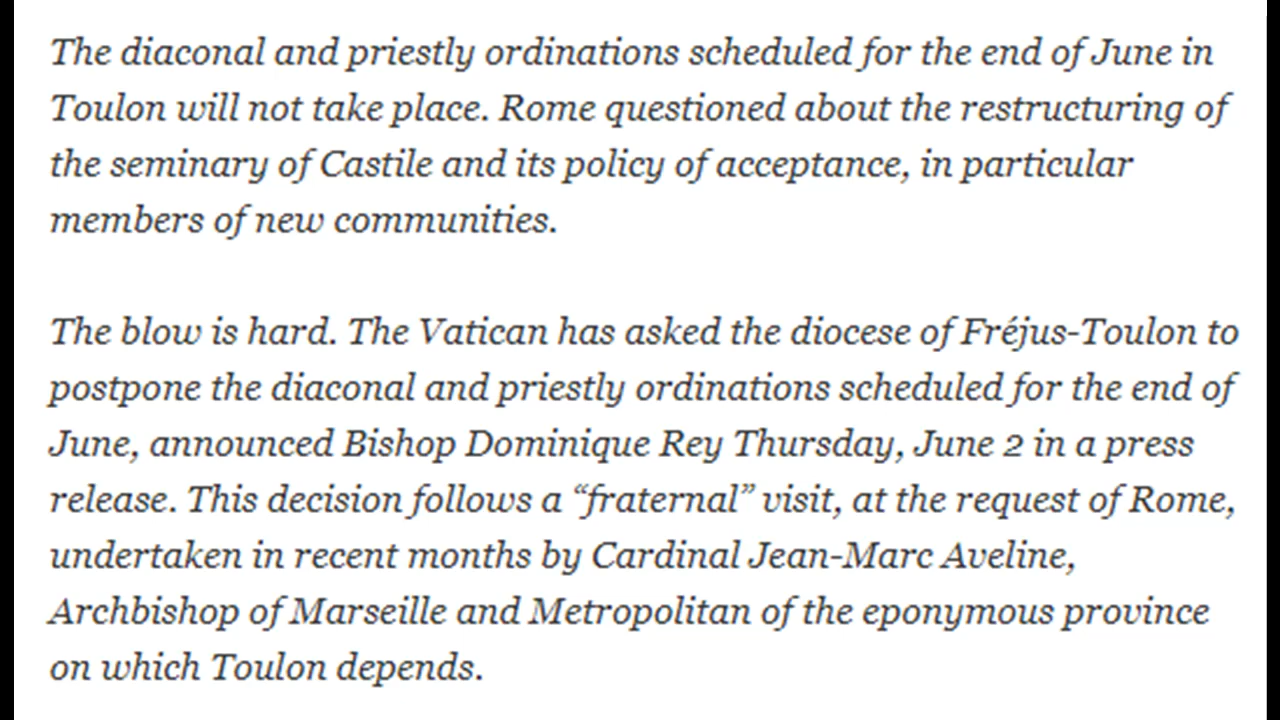 The diaconal and priestly ordinations scheduled for the end of June in
Toulon will not take place. Rome questioned about the restructuring of
the seminary of Castile and its policy of acceptance, in particular
members of new communities.
The blow is hard. The Vatican has asked the diocese of Fréjus-Toulon to
postpone the diaconal and priestly ordinations scheduled for the end of
June, announced Bishop Dominique Rey Thursday, June 2 in a press
release. This decision follows a “fraternal” visit, at the request of Rome,
undertaken in recent months by Cardinal Jean-Marc Aveline,
Archbishop of Marseille and Metropolitan of the eponymous province
on which Toulon depends.